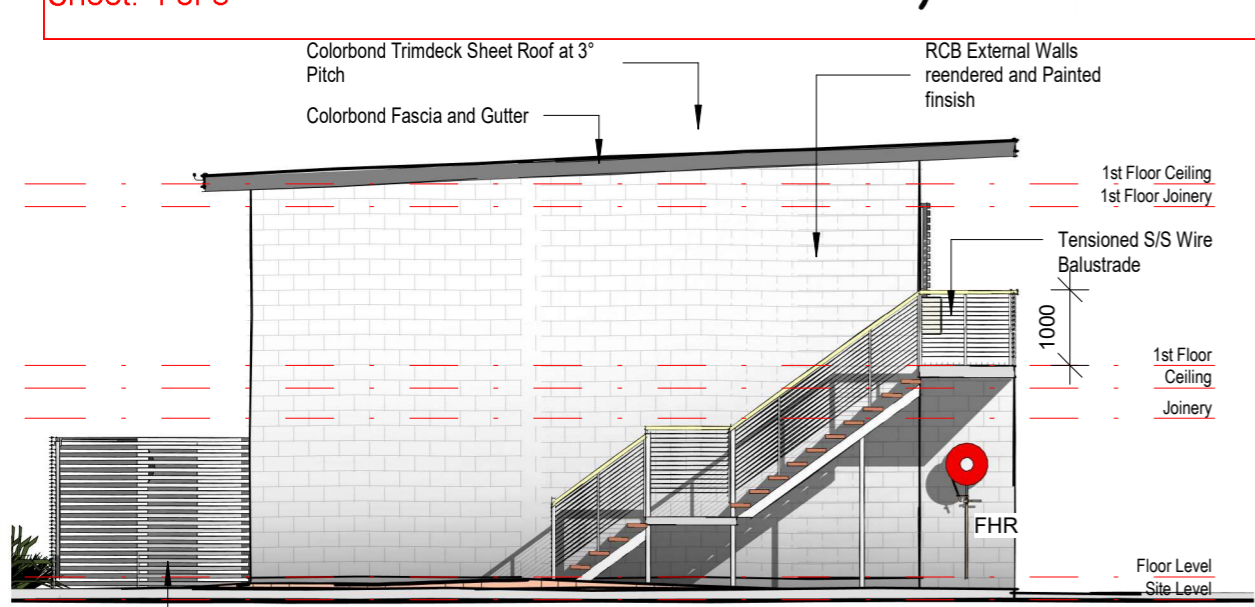 Colorbond Trimdeck Sheet Roof at 3°
Pitch
RCB External Walls
reendered and Painted
finsish
Colorbond Fascia and Gutter
1st Floor Ceiling
1st Floor Joinery
Tensioned S/S Wire
Balustrade
1000
1st Floor
Ceiling
Joinery
FHR
Floor Level
Site Level